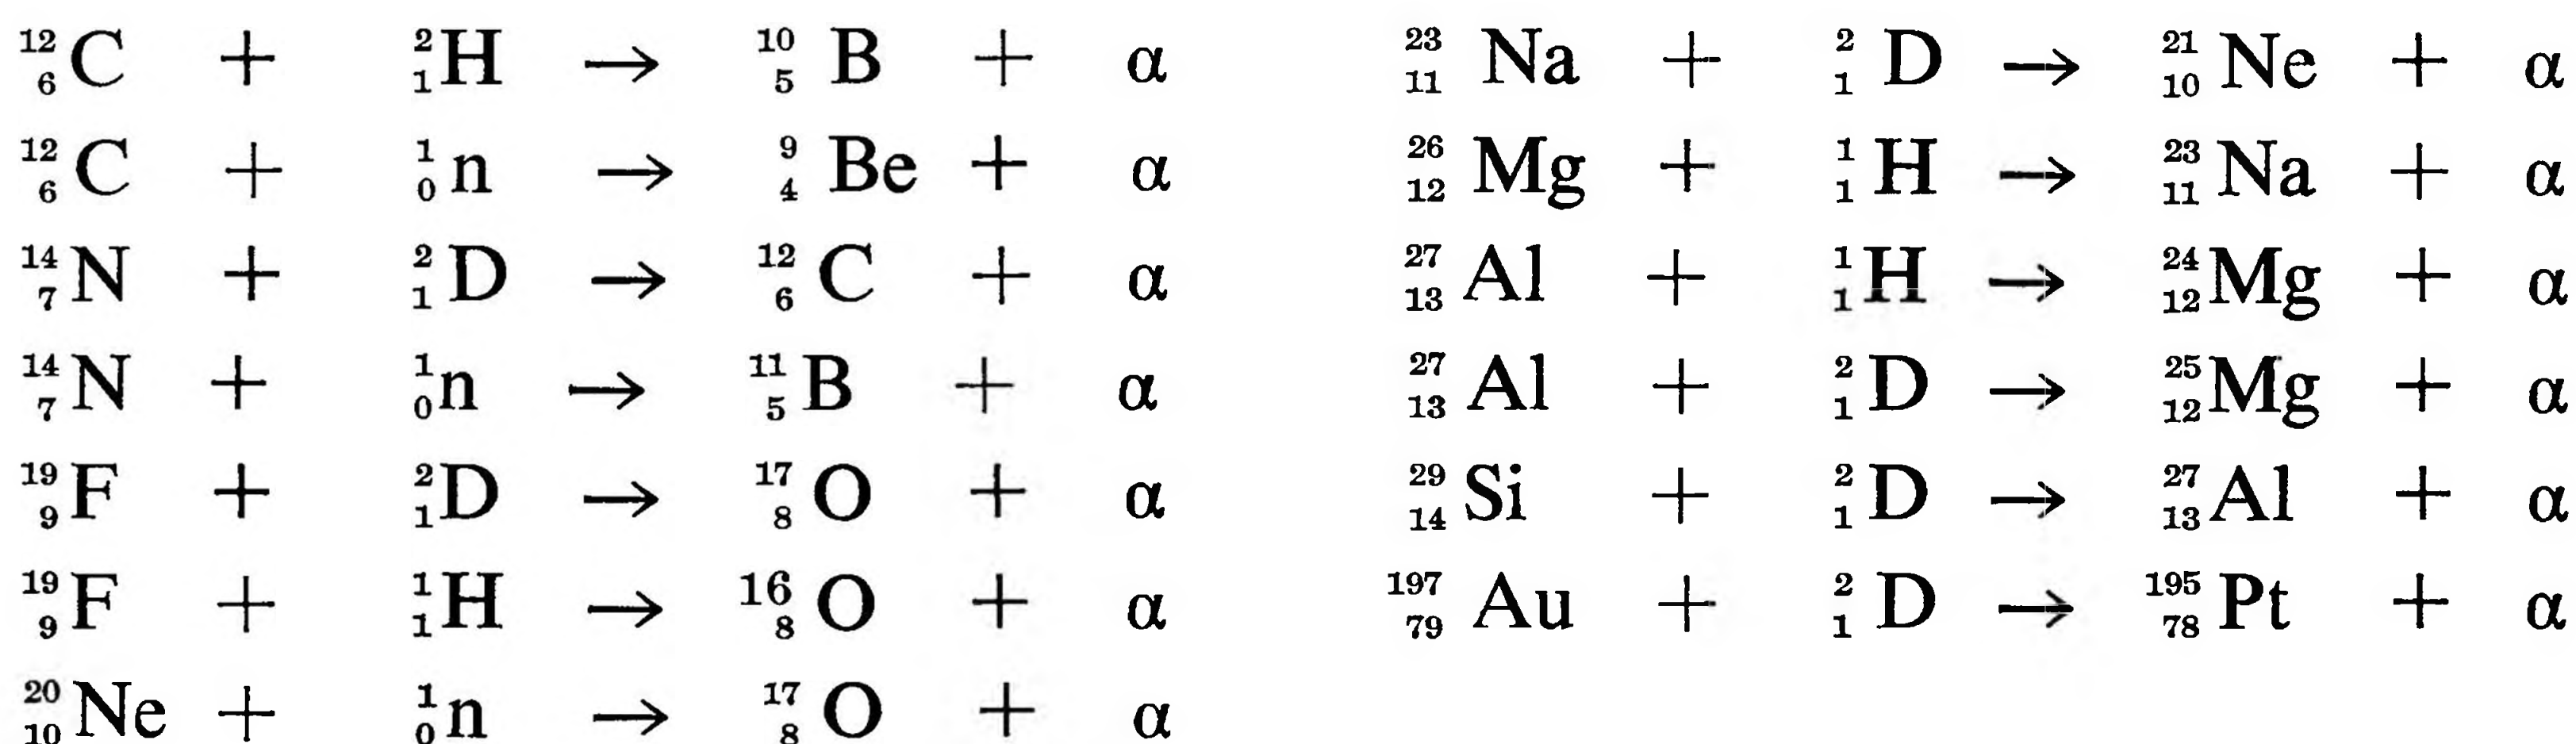 ¹²₆C + ²₁H → ¹⁰₅B + α
¹²₆C + ¹₀n → ⁹₄Be + α
¹⁴₇N + ²₁D → ¹²₆C + α
¹⁴₇N + ¹₀n → ¹¹₅B + α
¹⁹₉F + ²₁D → ¹⁷₈O + α
¹⁹₉F + ¹₁H → ¹⁶₈O + α
²⁰₁₀Ne + ¹₀n → ¹⁷₈O + α
²³₁₁Na + ²₁D → ²¹₁₀Ne + α
²⁶₁₂Mg + ¹₁H → ²³₁₁Na + α
²⁷₁₃Al + ¹₁H → ²⁴₁₂Mg + α
²⁷₁₃Al + ²₁D → ²⁵₁₂Mg + α
²⁹₁₄Si + ²₁D → ²⁷₁₃Al + α
¹⁹⁷₇₉Au + ²₁D → ¹⁹⁵₇₈Pt + α